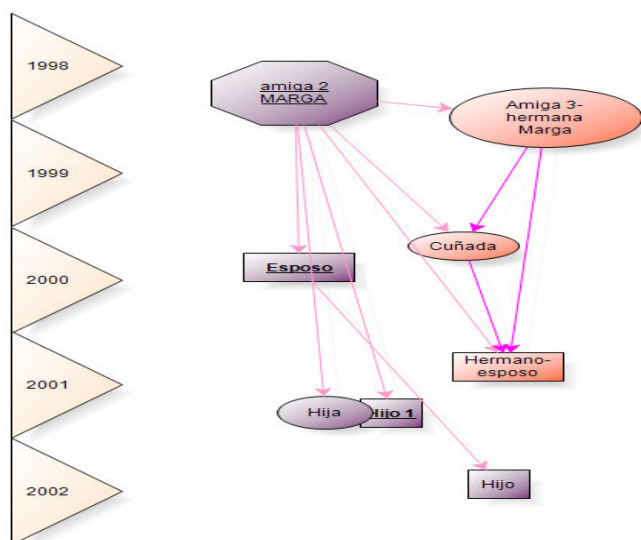 1998
amiga 2
MARGA
Amiga 3-
hermana
Marga
1999
Cuñada
2000
Esposo
Hermano-
esposo
2001
Hija
Hijo 1
2002
Hijo